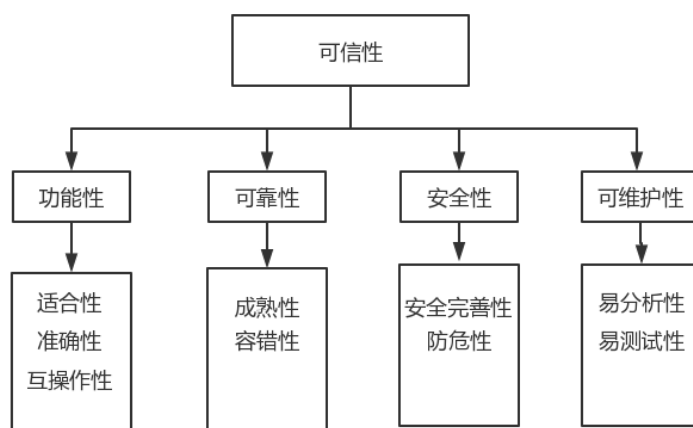 可信性
功能性
可靠性
安全性
可维护性
适合性
准确性
互操作性
成熟性
容错性
安全完善性
防危性
易分析性
易测试性